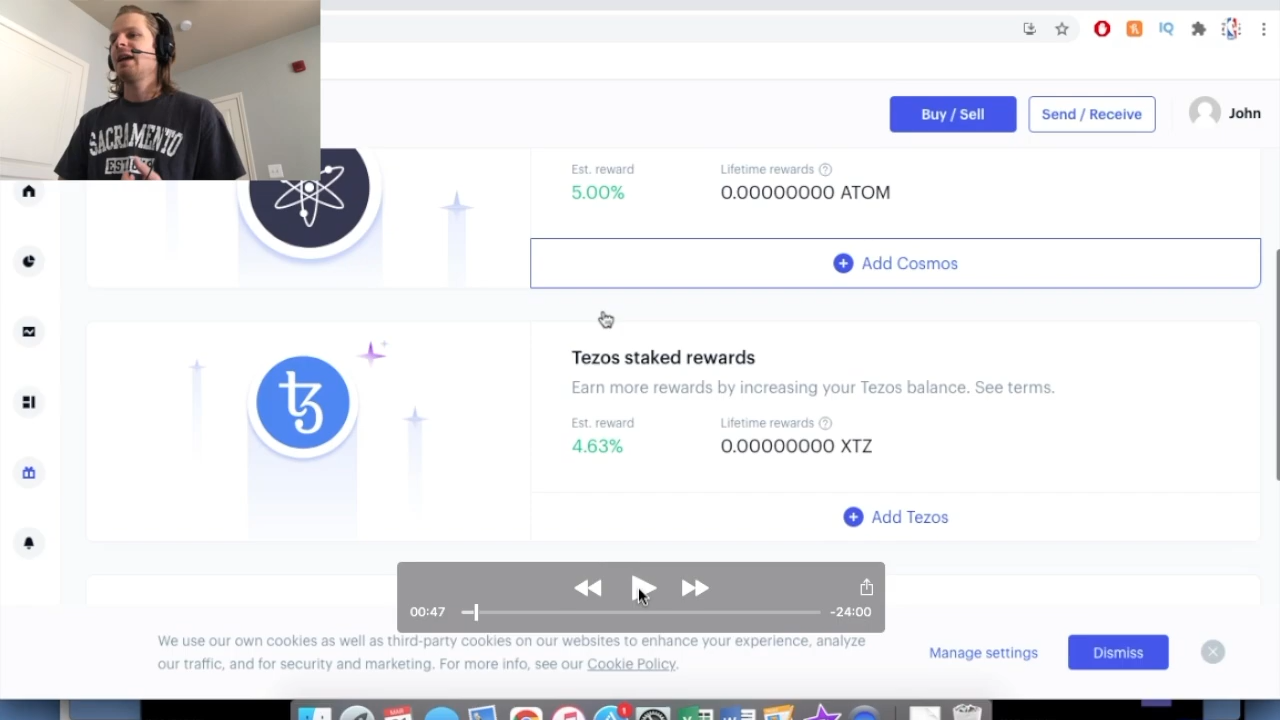 SACRAMENTO
Buy / Sell
Send / Receive
John
Est. reward
Lifetime rewards ?
5.00%
0.00000000 ATOM
Add Cosmos
Tezos staked rewards
Earn more rewards by increasing your Tezos balance. See terms.
Est. reward
Lifetime rewards ?
4.63%
0.00000000 XTZ
Add Tezos
00:47
-24:00
We use our own cookies as well as third-party cookies on our websites to enhance your experience, analyze
our traffic, and for security and marketing. For more info, see our Cookie Policy.
Manage settings
Dismiss